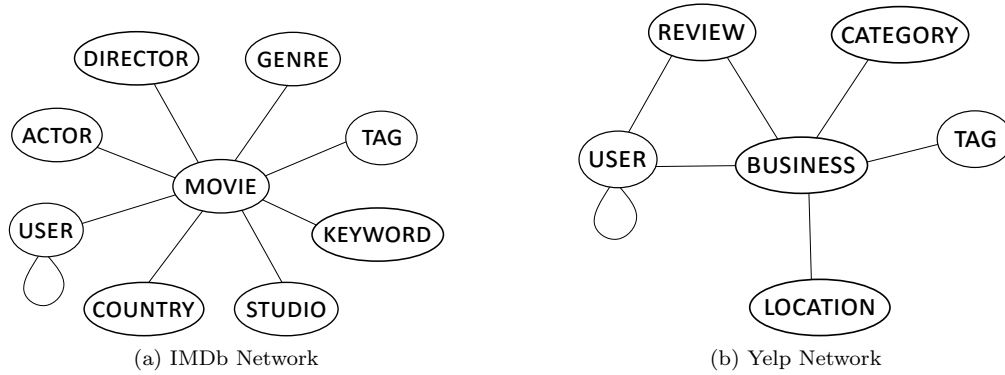 DIRECTOR
GENRE
ACTOR
TAG
MOVIE
USER
KEYWORD
COUNTRY
STUDIO
(a) IMDb Network
REVIEW
CATEGORY
USER
BUSINESS
TAG
LOCATION
(b) Yelp Network